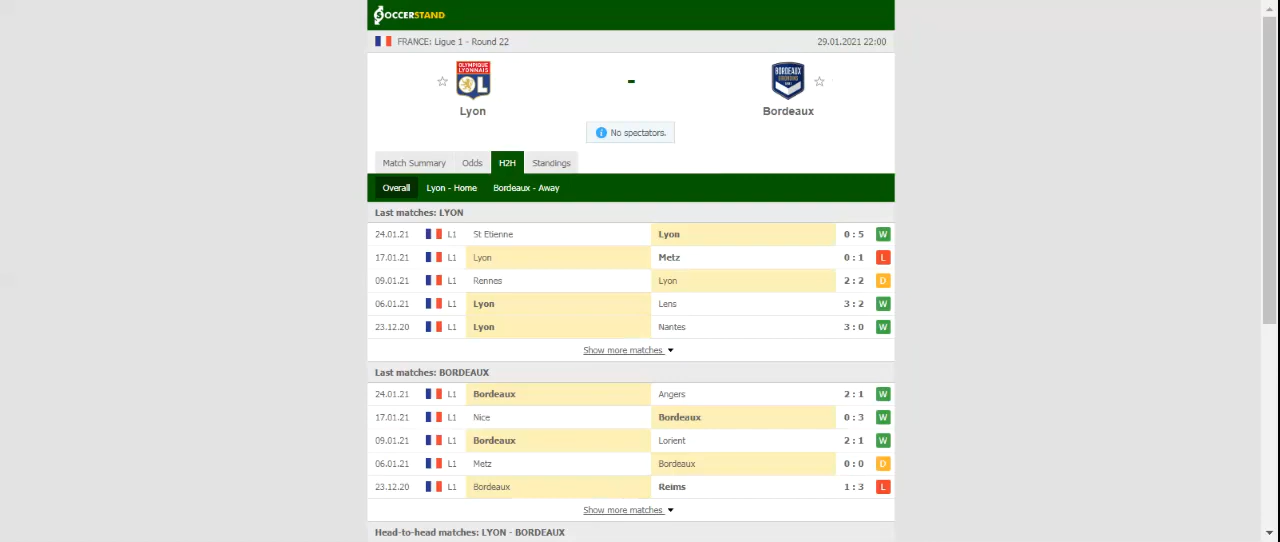 SOCCERSTAND
FRANCE: Ligue 1 - Round 22 29.01.2021 22:00
OLYMPIQUE LYONNAIS OL - BORDEAUX
Lyon Bordeaux
No spectators.
Match Summary Odds H2H Standings
Overall Lyon - Home Bordeaux - Away
Last matches: LYON
24.01.21 L1 St Etienne Lyon 0 : 5 W
17.01.21 L1 Lyon Metz 0 : 1 L
09.01.21 L1 Rennes Lyon 2 : 2 D
06.01.21 L1 Lyon Lens 3 : 2 W
23.12.20 L1 Lyon Nantes 3 : 0 W
Show more matches
Last matches: BORDEAUX
24.01.21 L1 Bordeaux Angers 2 : 1 W
17.01.21 L1 Nice Bordeaux 0 : 3 W
09.01.21 L1 Bordeaux Lorient 2 : 1 W
06.01.21 L1 Metz Bordeaux 0 : 0 D
23.12.20 L1 Bordeaux Reims 1 : 3 L
Show more matches
Head-to-head matches: LYON - BORDEAUX